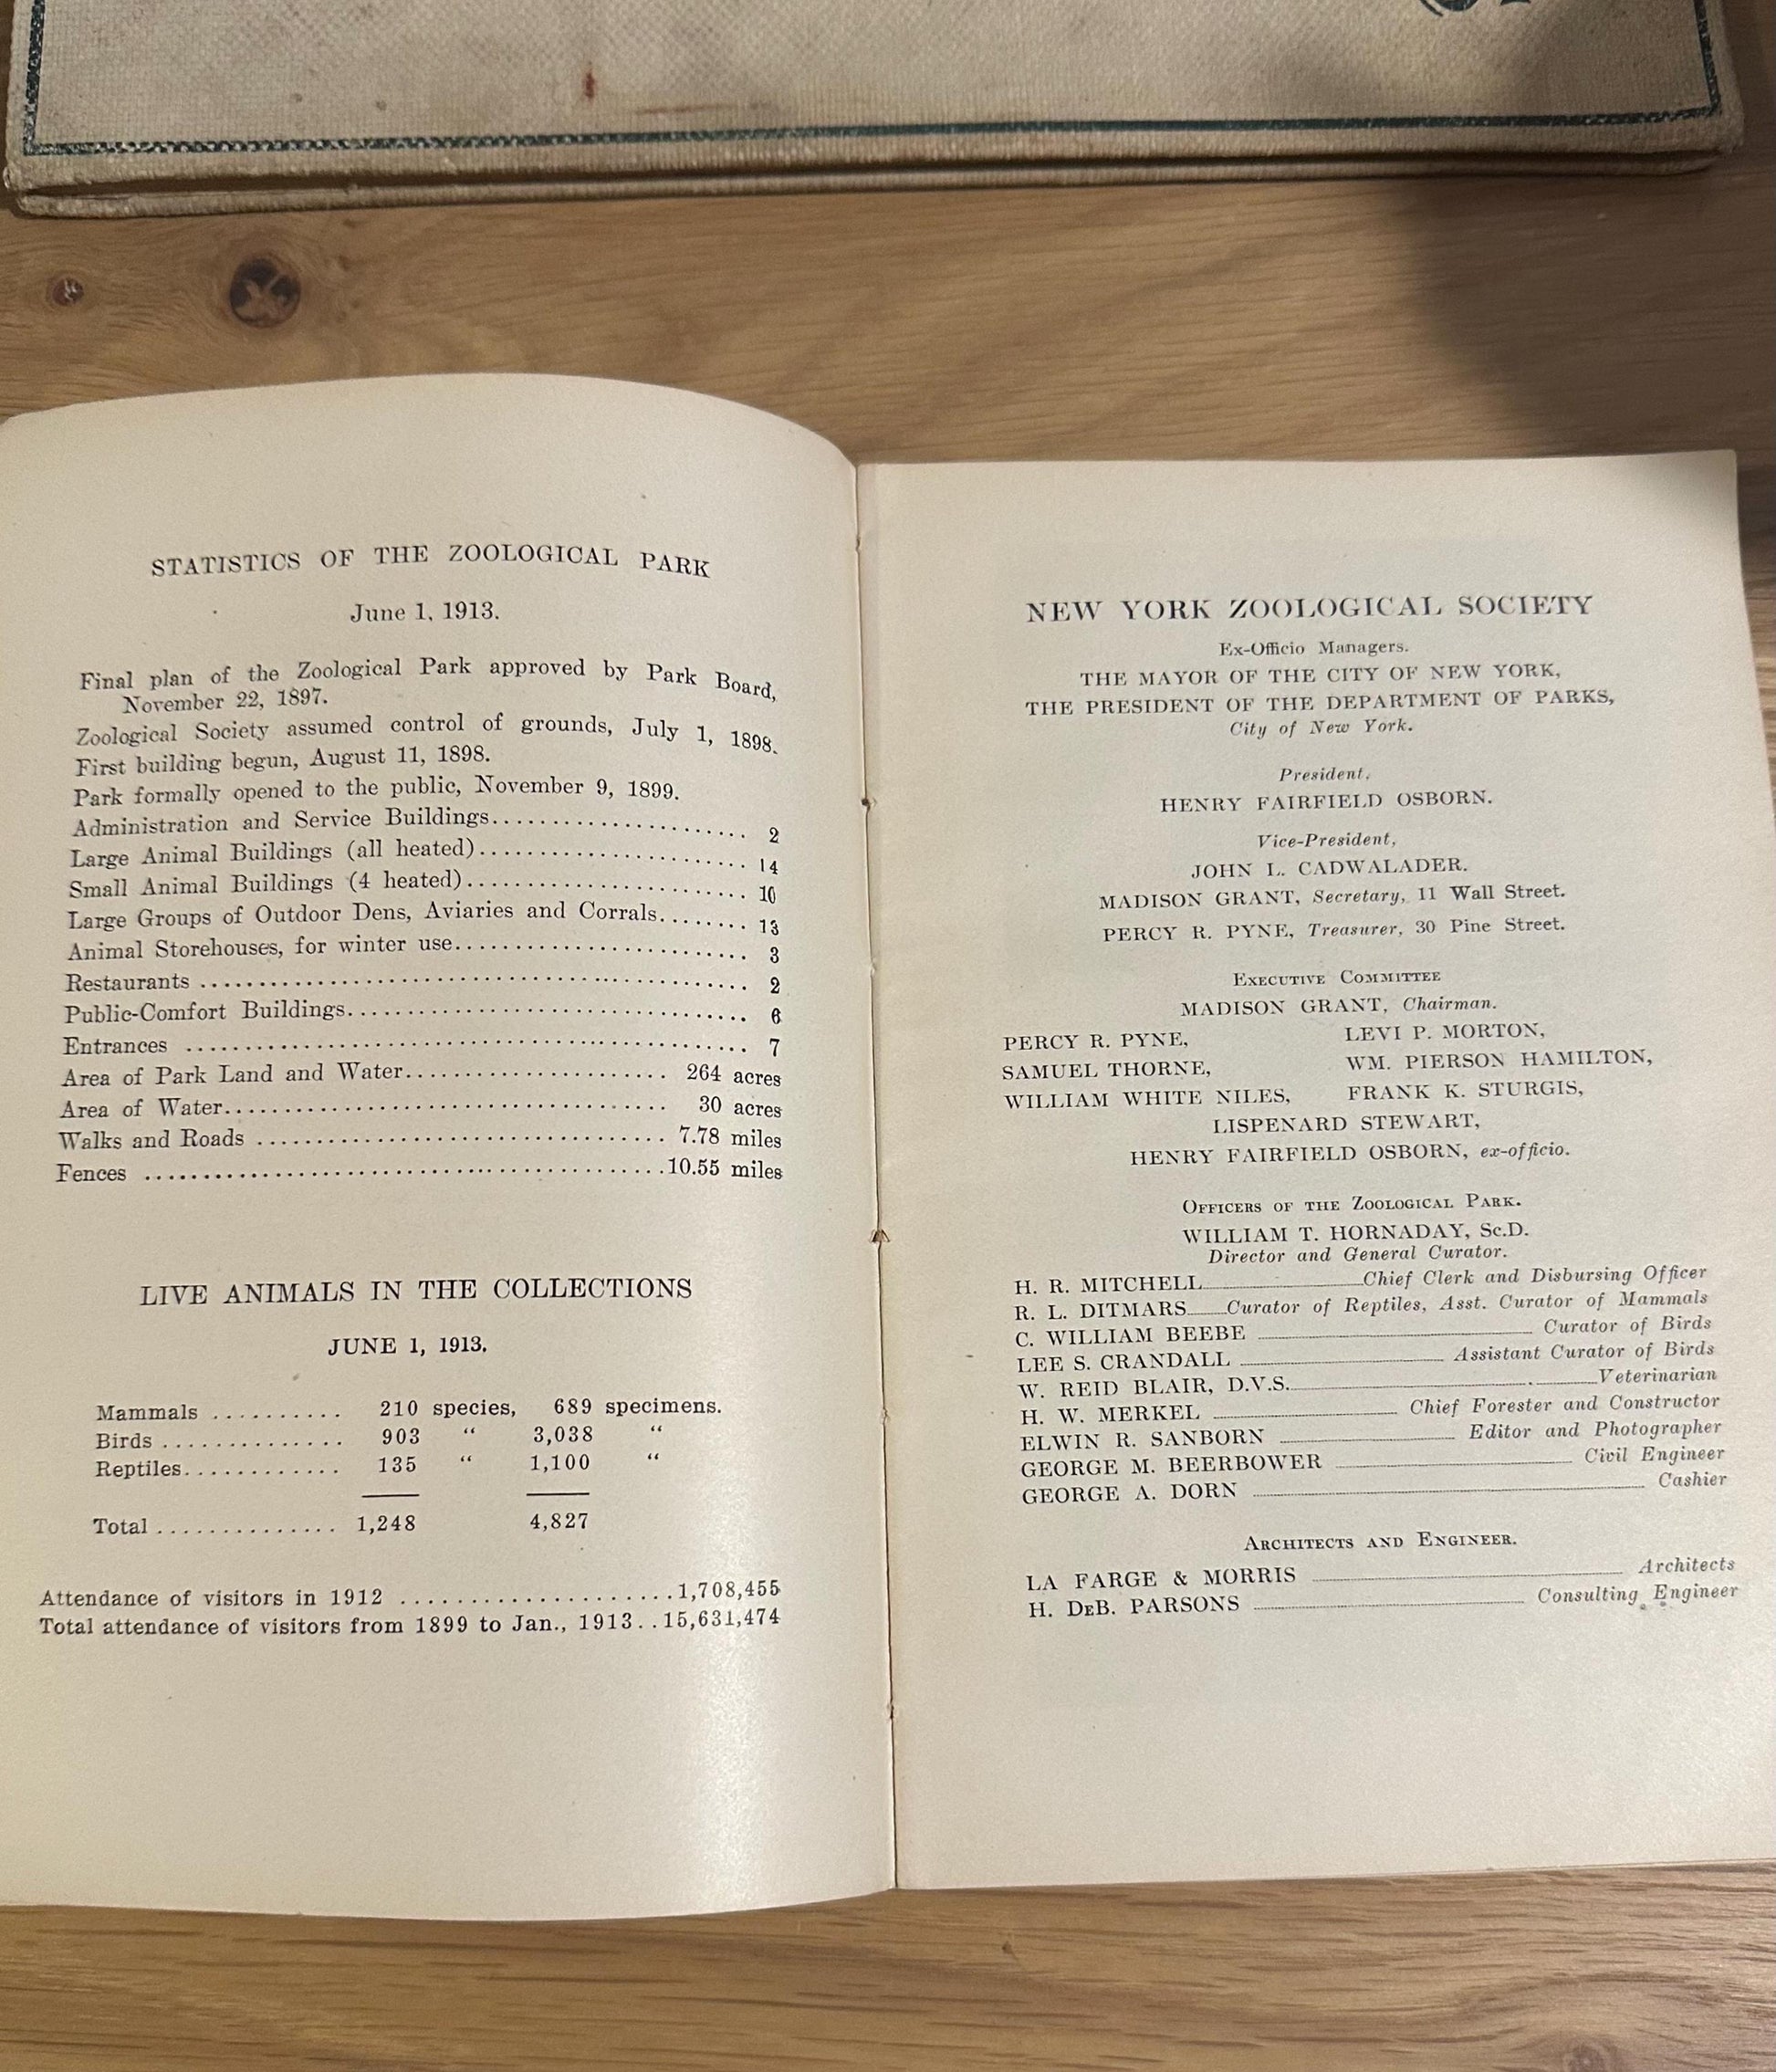 STATISTICS OF THE ZOOLOGICAL PARK
June 1, 1913.
Final plan of the Zoological Park approved by Park Board,
November 22, 1897.
Zoological Society assumed control of grounds, July 1, 1898.
First building begun, August 11, 1898.
Park formally opened to the public, November 9, 1899.
Administration and Service Buildings........................ 2
Large Animal Buildings (all heated)......................... 14
Small Animal Buildings (4 heated)......................... 10
Large Groups of Outdoor Dens, Aviaries and Corrals........ 13
Animal Storehouses, for winter use.......................... 3
Restaurants .................................................. 2
Public-Comfort Buildings.................................... 6
Entrances .................................................... 7
Area of Park Land and Water........................ 264 acres
Area of Water......................................... 30 acres
Walks and Roads ..................................... 7.78 miles
Fences ...............................................10.55 miles
LIVE ANIMALS IN THE COLLECTIONS
JUNE 1, 1913.
Mammals .......... 210 species, 689 specimens.
Birds .............. 903 “ 3,038 “
Reptiles............ 135 “ 1,100 “
Total .............. 1,248 4,827
Attendance of visitors in 1912 .....................1,708,455
Total attendance of visitors from 1899 to Jan., 1913..15,631,474
NEW YORK ZOOLOGICAL SOCIETY
Ex-Officio Managers.
THE MAYOR OF THE CITY OF NEW YORK,
THE PRESIDENT OF THE DEPARTMENT OF PARKS,
City of New York.
President,
HENRY FAIRFIELD OSBORN.
Vice-President,
JOHN L. CADWALADER.
MADISON GRANT, Secretary, 11 Wall Street.
PERCY R. PYNE, Treasurer, 30 Pine Street.
EXECUTIVE COMMITTEE
MADISON GRANT, Chairman.
PERCY R. PYNE, LEVI P. MORTON,
SAMUEL THORNE, WM. PIERSON HAMILTON,
WILLIAM WHITE NILES, FRANK K. STURGIS,
LISPENARD STEWART,
HENRY FAIRFIELD OSBORN, ex-officio.
OFFICERS OF THE ZOOLOGICAL PARK.
WILLIAM T. HORNADAY, Sc.D.
Director and General Curator.
H. R. MITCHELL Chief Clerk and Disbursing Officer
R. L. DITMARS Curator of Reptiles, Asst. Curator of Mammals
C. WILLIAM BEEBE Curator of Birds
LEE S. CRANDALL Assistant Curator of Birds
W. REID BLAIR, D.V.S. Veterinarian
H. W. MERKEL Chief Forester and Constructor
ELWIN R. SANBORN Editor and Photographer
GEORGE M. BEERBOWER Civil Engineer
GEORGE A. DORN Cashier
ARCHITECTS AND ENGINEER.
LA FARGE & MORRIS Architects
H. DEB. PARSONS Consulting Engineer